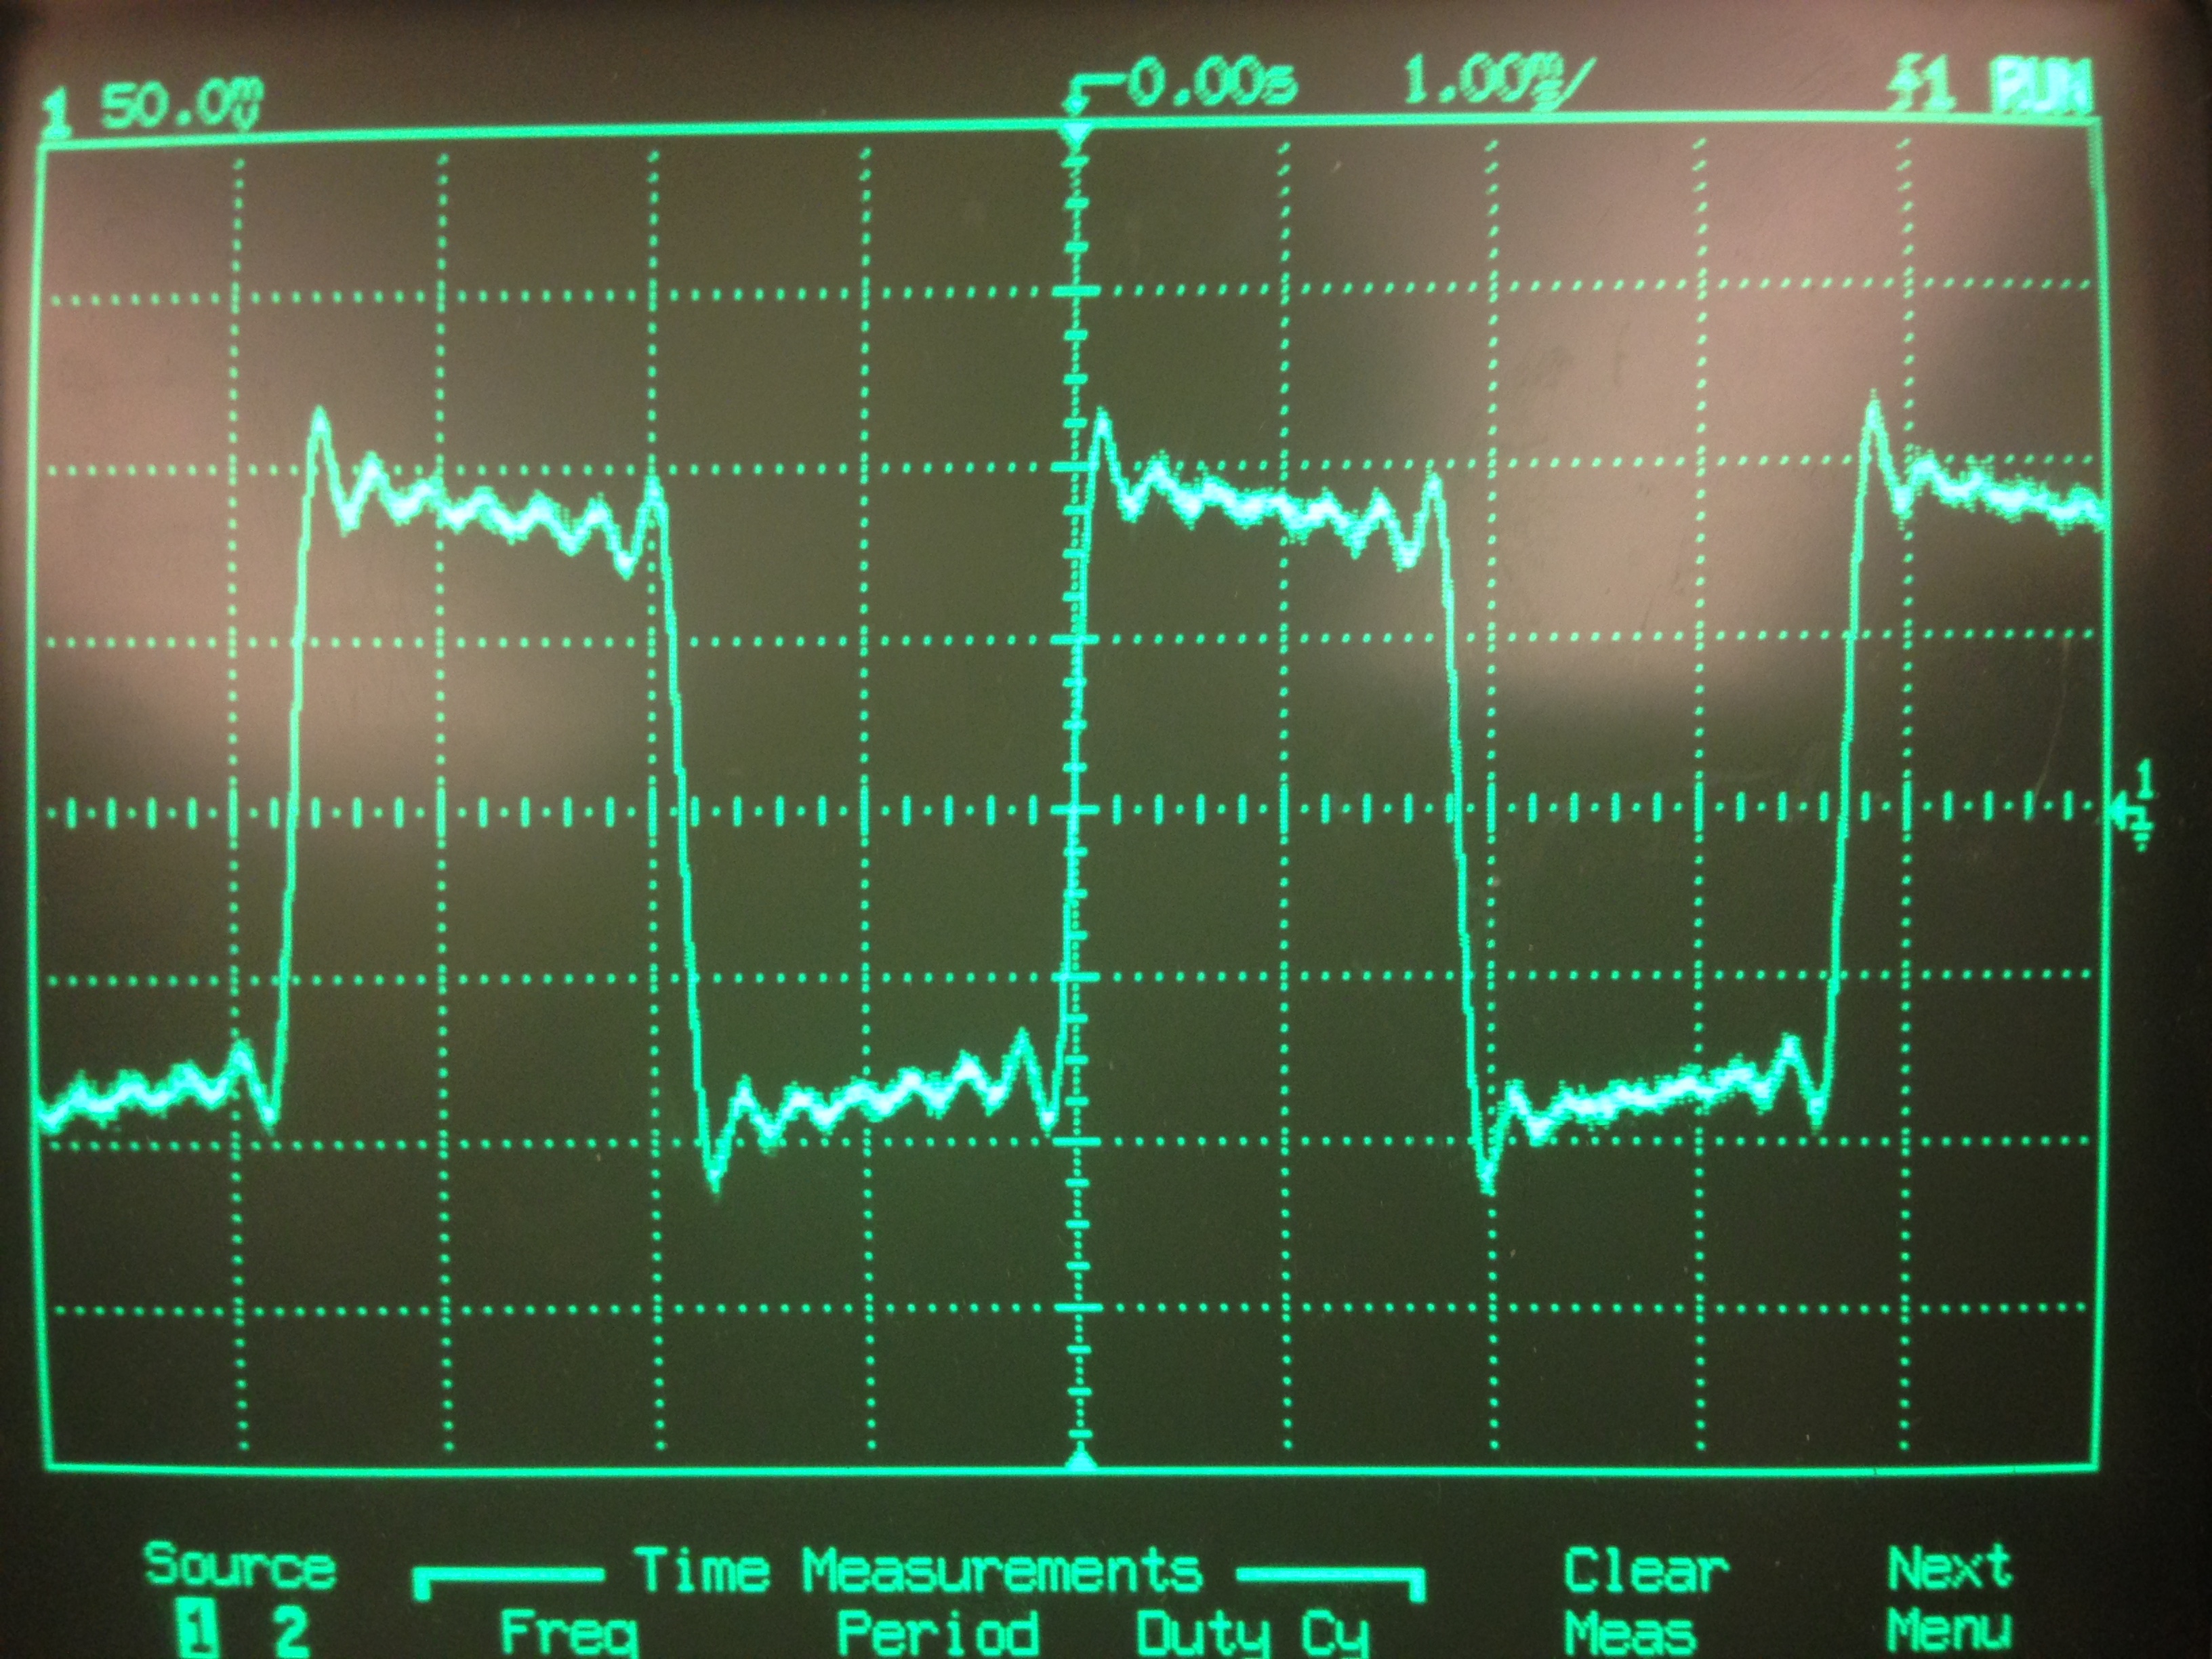 1 50.0mV 0.00s 1.00ms/ 1 RUN
1
Source Time Measurements Clear Next
1 2 Freq Period Duty Cy Meas Menu